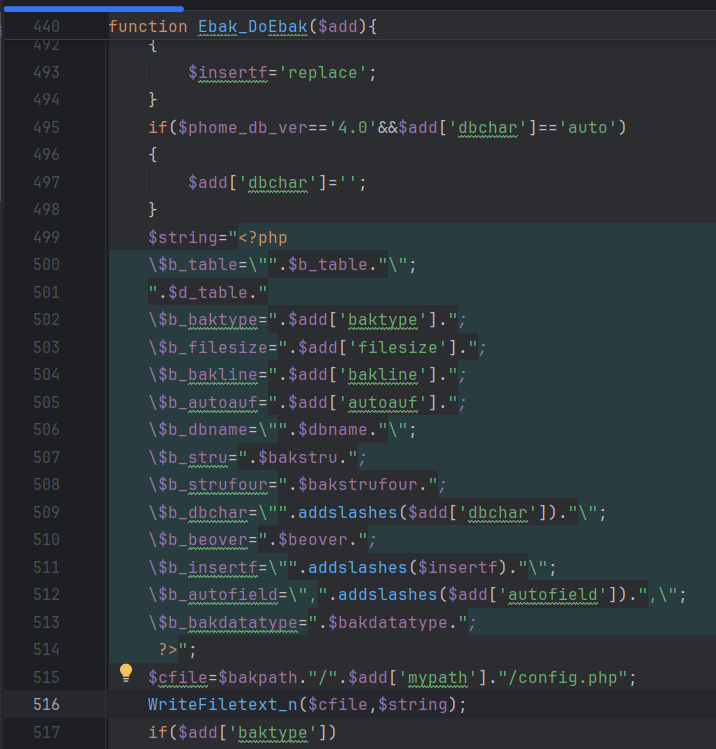 440 function Ebak_DoEbak($add){
492 {
493 $insertf='replace';
494 }
495 if($phome_db_ver=='4.0'&&$add['dbchar']=='auto')
496 {
497 $add['dbchar']='';
498 }
499 $string="<?php
500 \$b_table=\"".$b_table."\";
501 ".$d_table."
502 \$b_baktype=".$add['baktype'].";
503 \$b_filesize=".$add['filesize'].";
504 \$b_bakline=".$add['bakline'].";
505 \$b_autoauf=".$add['autoauf'].";
506 \$b_dbname=\"".$dbname."\";
507 \$b_stru=".$bakstru.";
508 \$b_strufour=".$bakstrufour.";
509 \$b_dbchar=\"".addslashes($add['dbchar'])."\";
510 \$b_beover=".$beover.";
511 \$b_insertf=\"".addslashes($insertf)."\";
512 \$b_autofield=\",".addslashes($add['autofield']).",\";
513 \$b_bakdatatype=".$bakdatatype.";
514 ?>";
515 $cfile=$bakpath."/".$add['mypath']."/config.php";
516 WriteFiletext_n($cfile,$string);
517 if($add['baktype'])